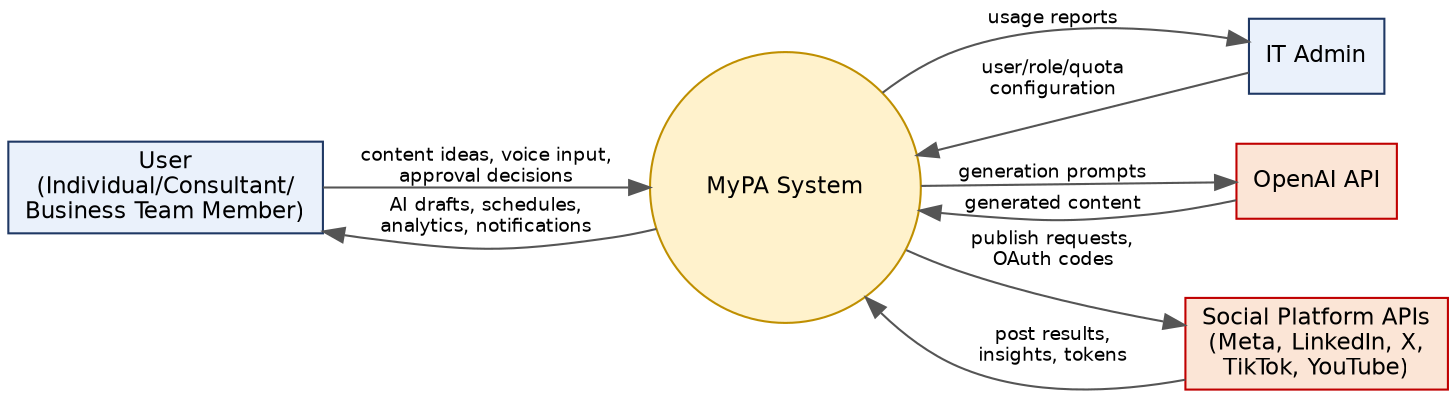 User
(Individual/Consultant/
Business Team Member)
content ideas, voice input,
approval decisions
AI drafts, schedules,
analytics, notifications
MyPA System
usage reports
user/role/quota
configuration
generation prompts
generated content
publish requests,
OAuth codes
post results,
insights, tokens
IT Admin
OpenAI API
Social Platform APIs
(Meta, LinkedIn, X,
TikTok, YouTube)